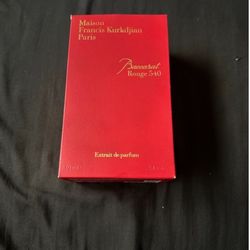 Maison
Francis Kurkdjian
Paris
Baccarat
Rouge 540
Extrait de parfum